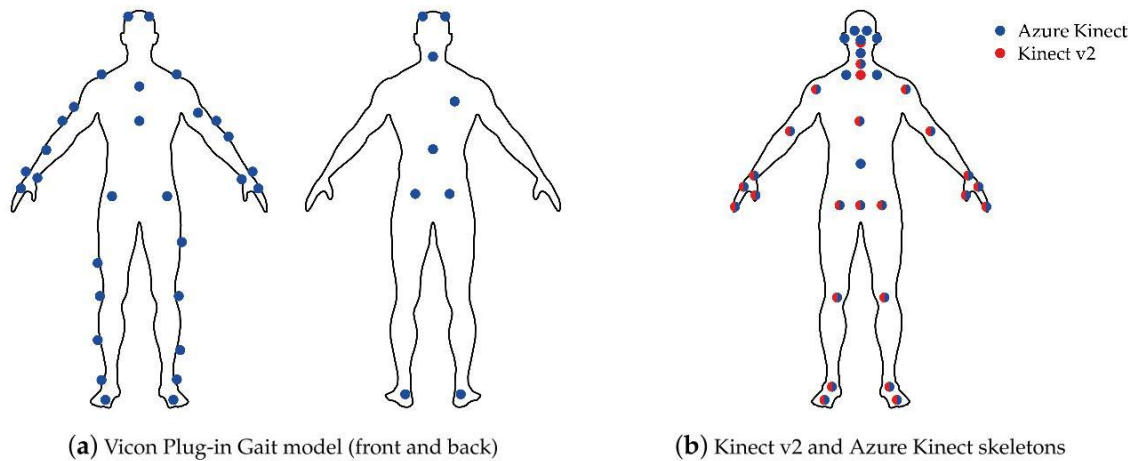 Azure Kinect
Kinect v2
(a) Vicon Plug-in Gait model (front and back)
(b) Kinect v2 and Azure Kinect skeletons